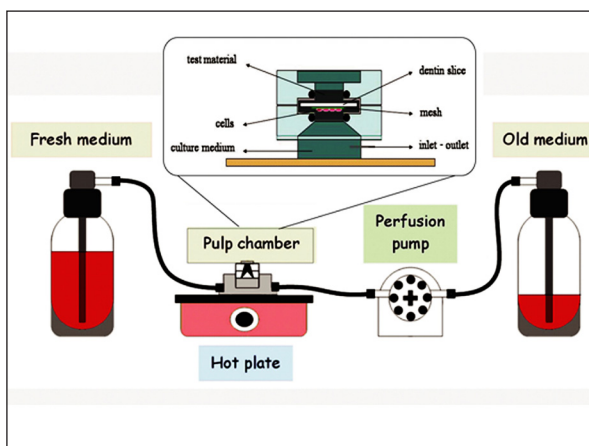 test material
dentin slice
cells
mesh
culture medium
inlet - outlet
Fresh medium
Old medium
Perfusion
pump
Pulp chamber
Hot plate